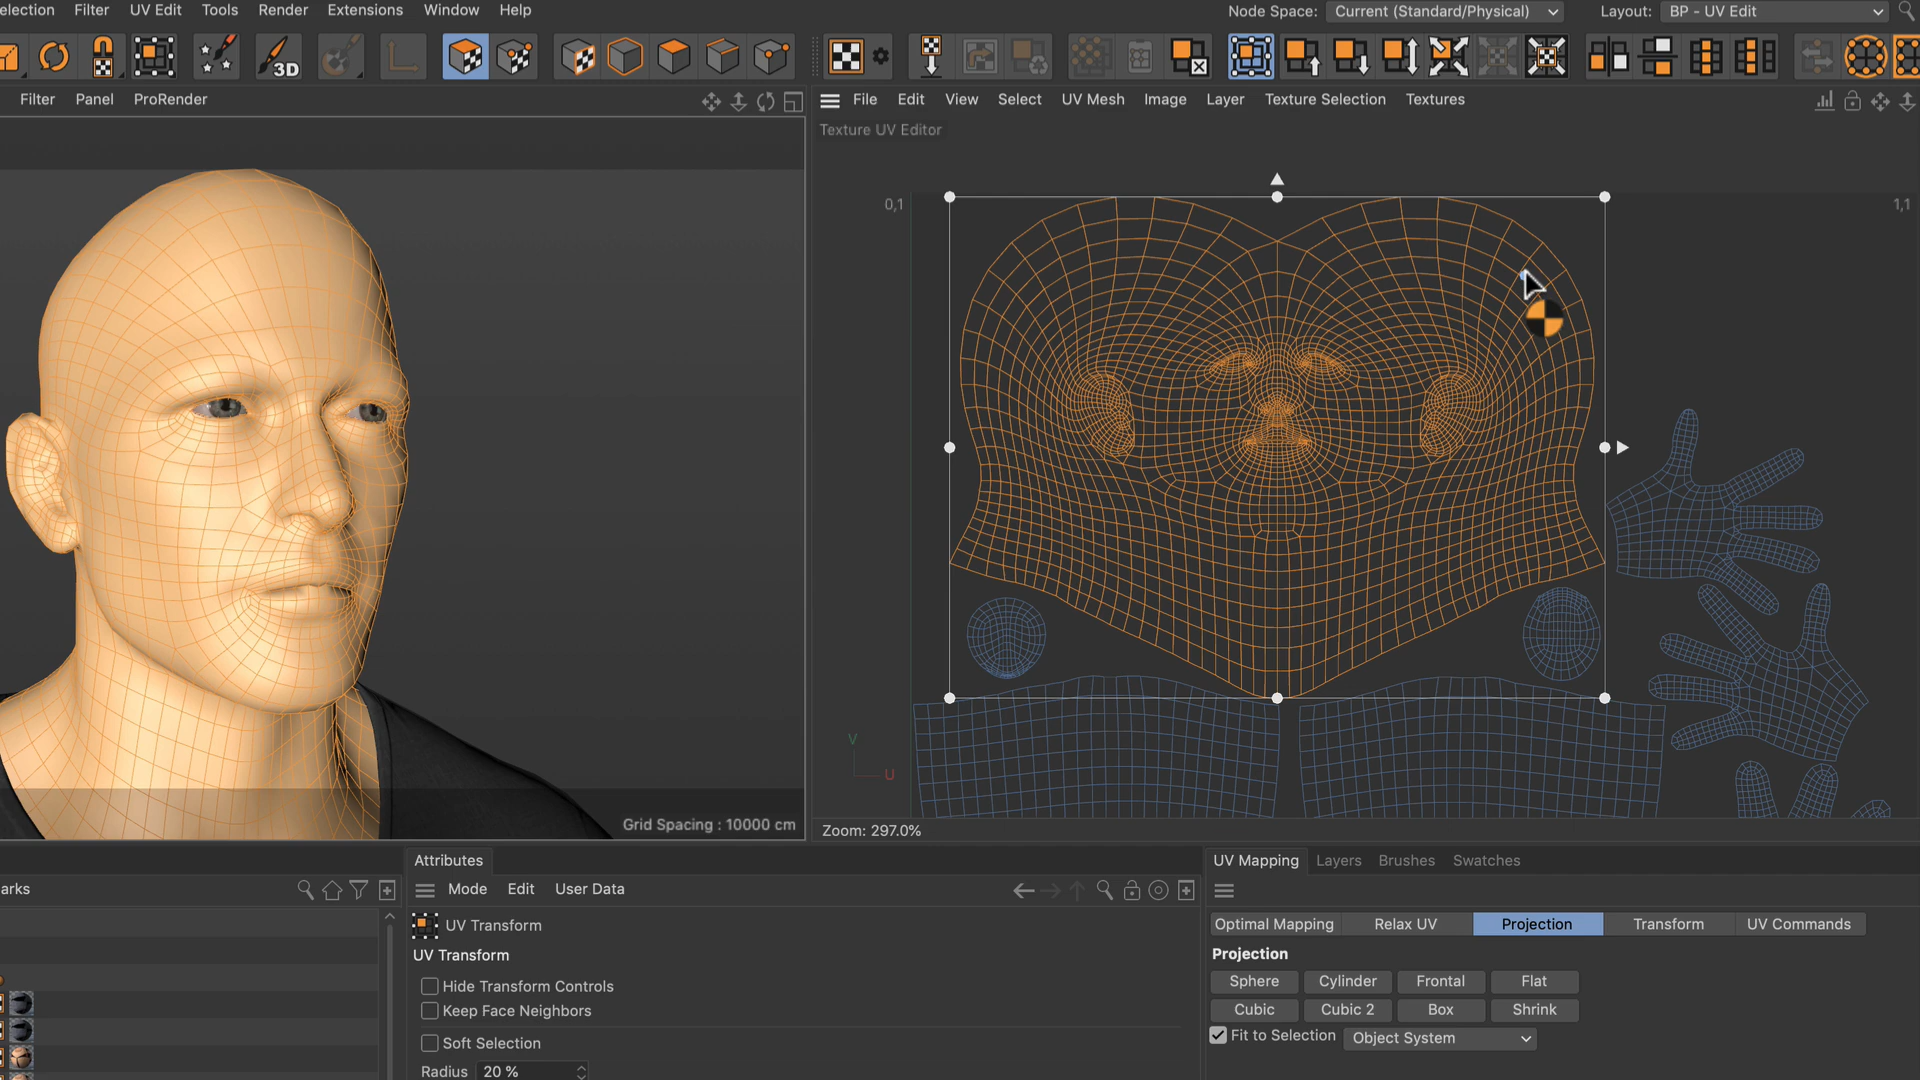 election Filter UV Edit Tools Render Extensions Window Help Node Space: Current (Standard/Physical) Layout: BP - UV Edit
3D
Filter Panel ProRender
File Edit View Select UV Mesh Image Layer Texture Selection Textures
Texture UV Editor
0,1
1,1
V
U
Grid Spacing : 10000 cm
Zoom: 297.0%
arks
Attributes
Mode Edit User Data
UV Transform
UV Transform
Hide Transform Controls
Keep Face Neighbors
Soft Selection
Radius 20 %
UV Mapping Layers Brushes Swatches
Optimal Mapping Relax UV Projection Transform UV Commands
Projection
Sphere Cylinder Frontal Flat
Cubic Cubic 2 Box Shrink
Fit to Selection Object System